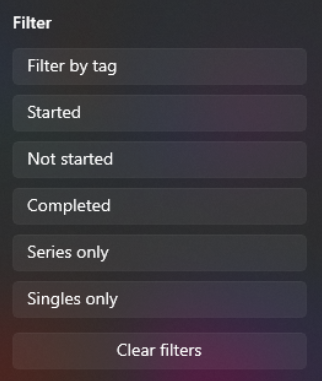 Filter
Filter by tag
Started
Not started
Completed
Series only
Singles only
Clear filters